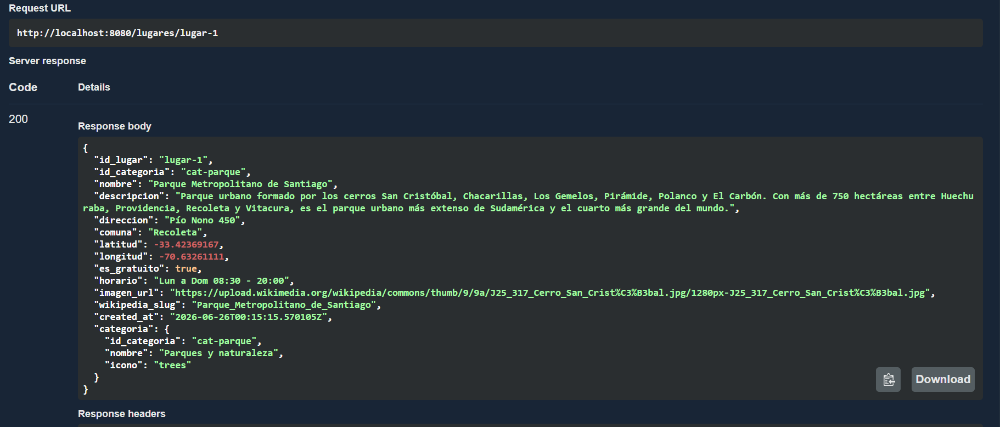 Request URL
http://localhost:8080/lugares/lugar-1
Server response
Code Details
200
Response body
{
"id_lugar": "lugar-1",
"id_categoria": "cat-parque",
"nombre": "Parque Metropolitano de Santiago",
"descripcion": "Parque urbano formado por los cerros San Cristóbal, Chacarillas, Los Gemelos, Pirámide, Polanco y El Carbón. Con más de 750 hectáreas entre Huechu
raba, Providencia, Recoleta y Vitacura, es el parque urbano más extenso de Sudamérica y el cuarto más grande del mundo.",
"direccion": "Pío Nono 450",
"comuna": "Recoleta",
"latitud": -33.42369167,
"longitud": -70.63261111,
"es_gratuito": true,
"horario": "Lun a Dom 08:30 - 20:00",
"imagen_url": "https://upload.wikimedia.org/wikipedia/commons/thumb/9/9a/J25_317_Cerro_San_Crist%C3%B3bal.jpg/1280px-J25_317_Cerro_San_Crist%C3%B3bal.jpg",
"wikipedia_slug": "Parque_Metropolitano_de_Santiago",
"created_at": "2026-06-26T00:15:15.570105Z",
"categoria": {
"id_categoria": "cat-parque",
"nombre": "Parques y naturaleza",
"icono": "trees"
}
}
Download
Response headers